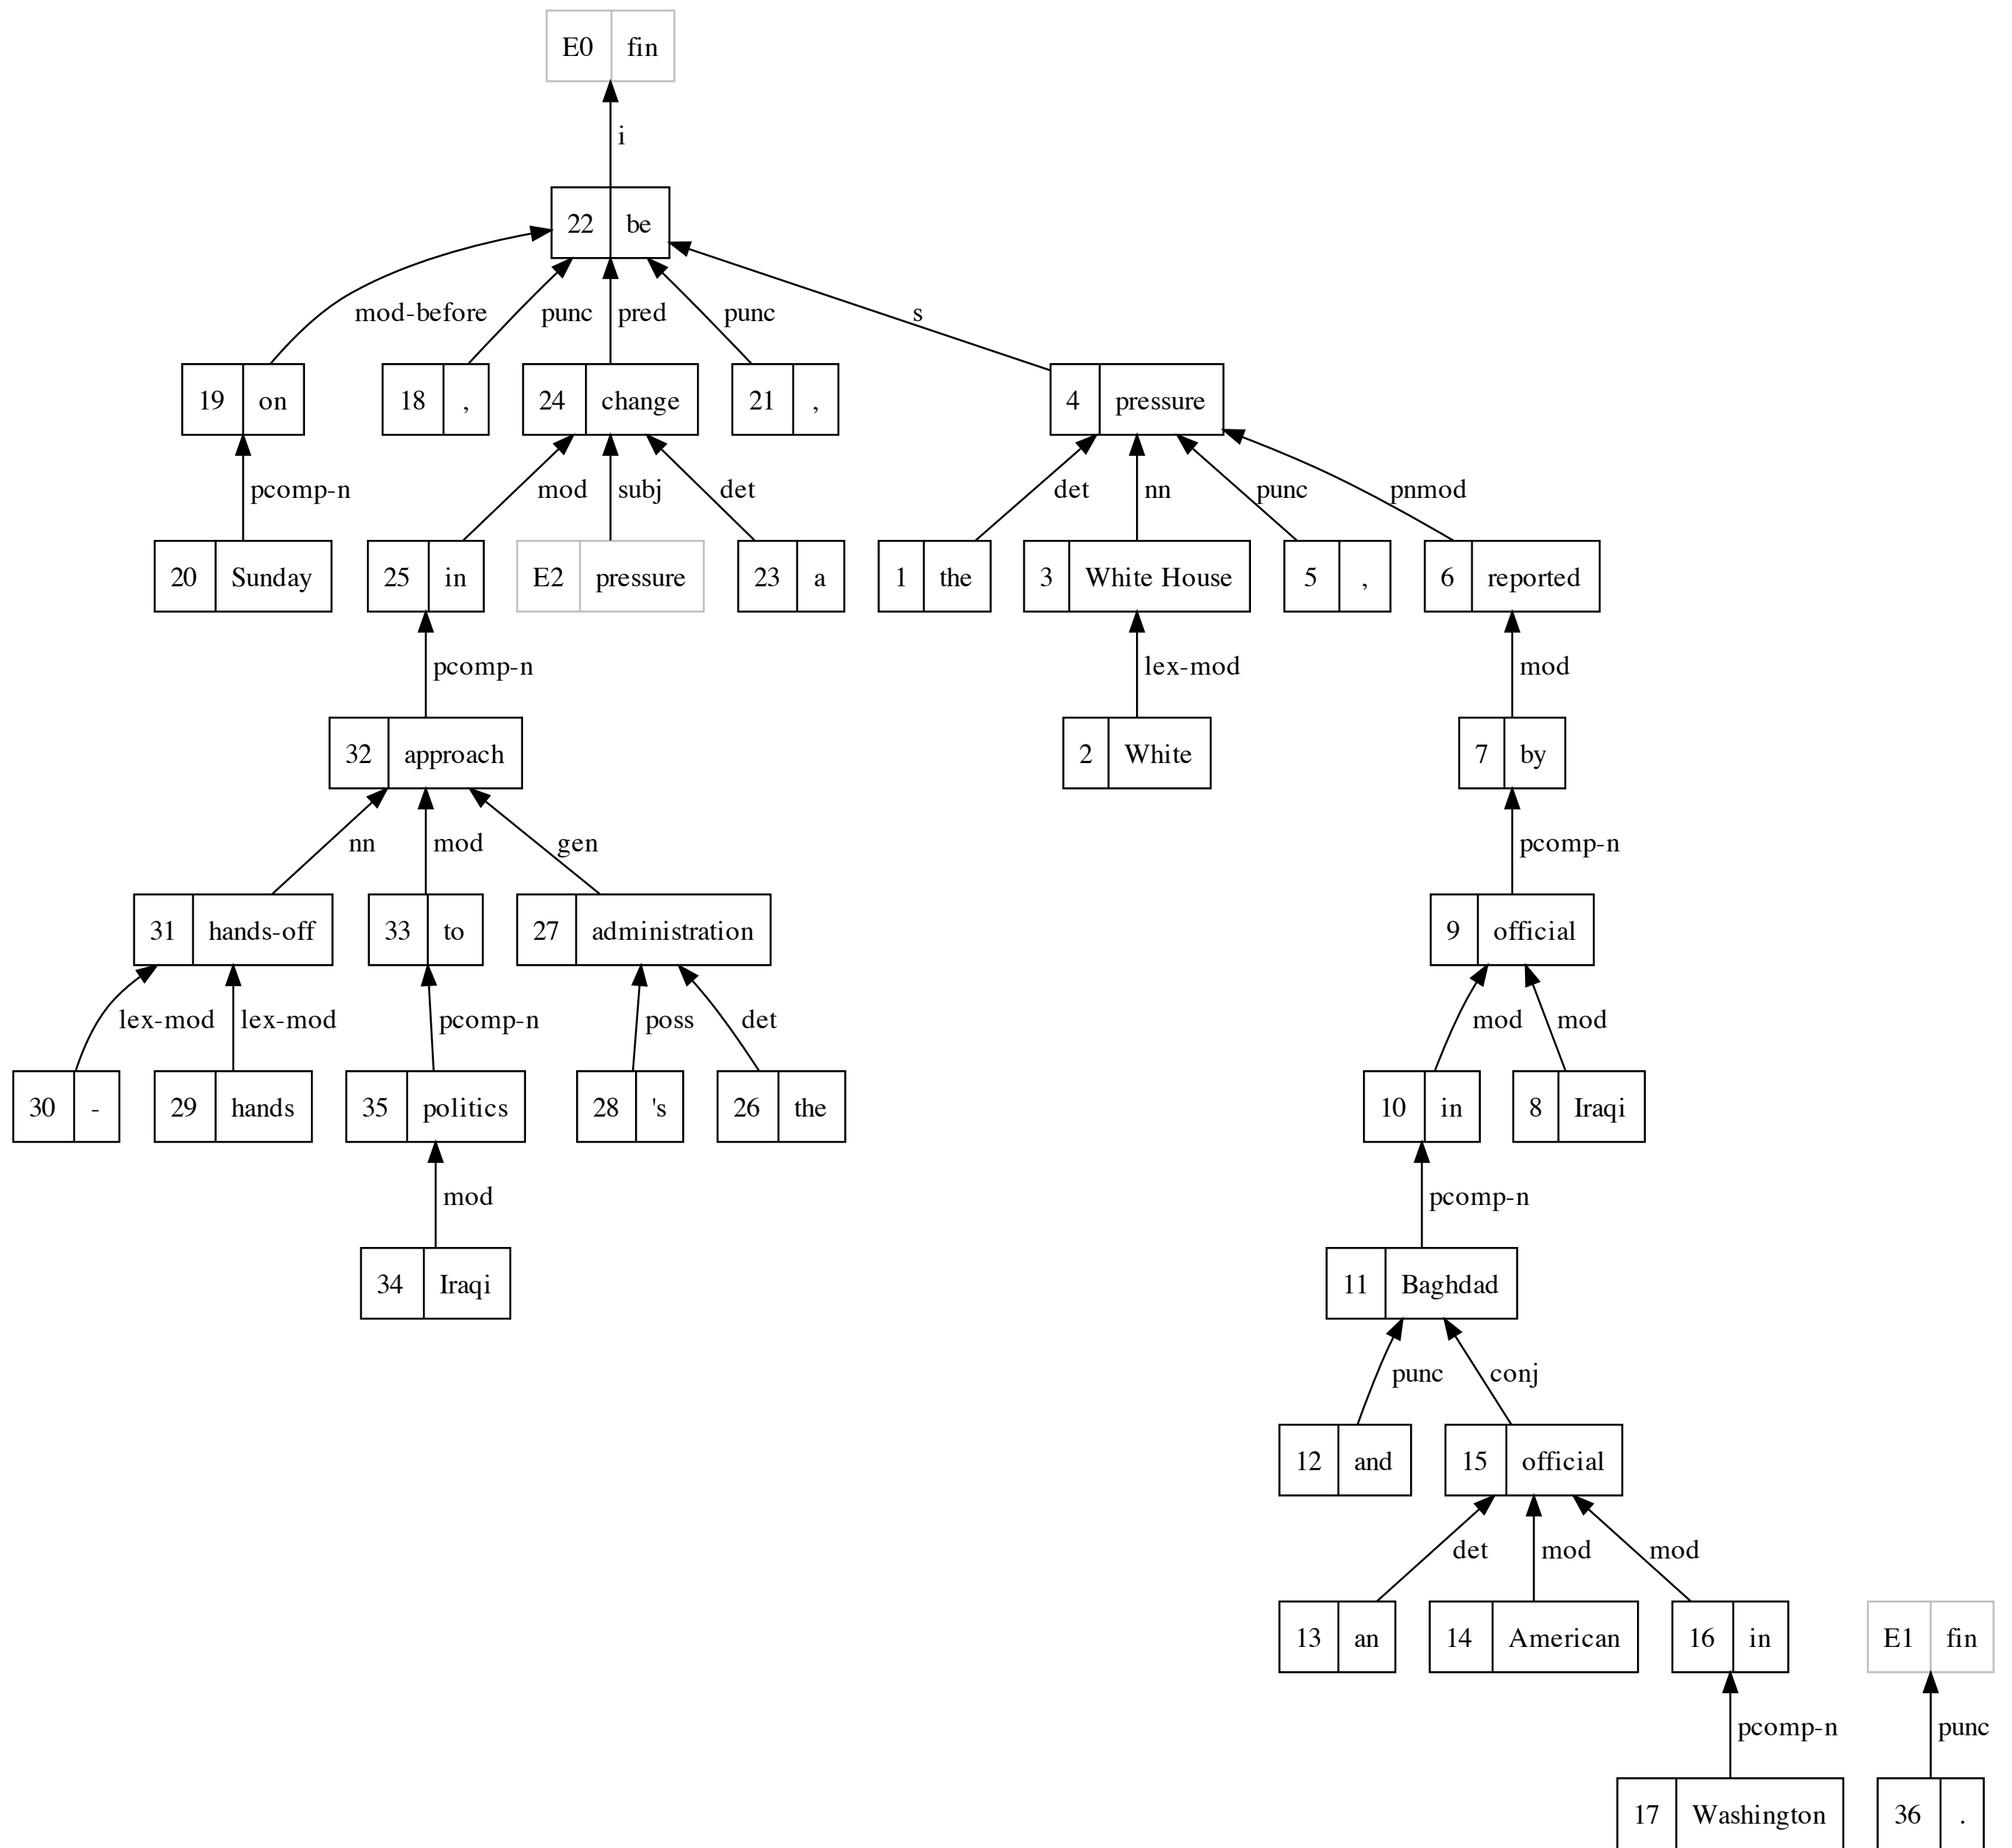 E0 fin
i
22 be
mod-before punc pred punc s
19 on 18 , 24 change 21 , 4 pressure
pcomp-n mod subj det det nn punc pnmod
20 Sunday 25 in E2 pressure 23 a 1 the 3 White House 5 , 6 reported
pcomp-n lex-mod mod
32 approach 2 White 7 by
nn mod gen pcomp-n
31 hands-off 33 to 27 administration 9 official
lex-mod lex-mod pcomp-n poss det mod mod
30 - 29 hands 35 politics 28 's 26 the 10 in 8 Iraqi
mod pcomp-n
34 Iraqi 11 Baghdad
punc conj
12 and 15 official
det mod mod
13 an 14 American 16 in E1 fin
pcomp-n punc
17 Washington 36 .